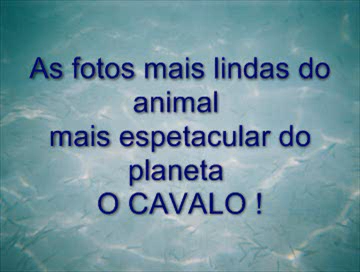 As fotos mais lindas do
animal
mais espetacular do
planeta
O CAVALO !